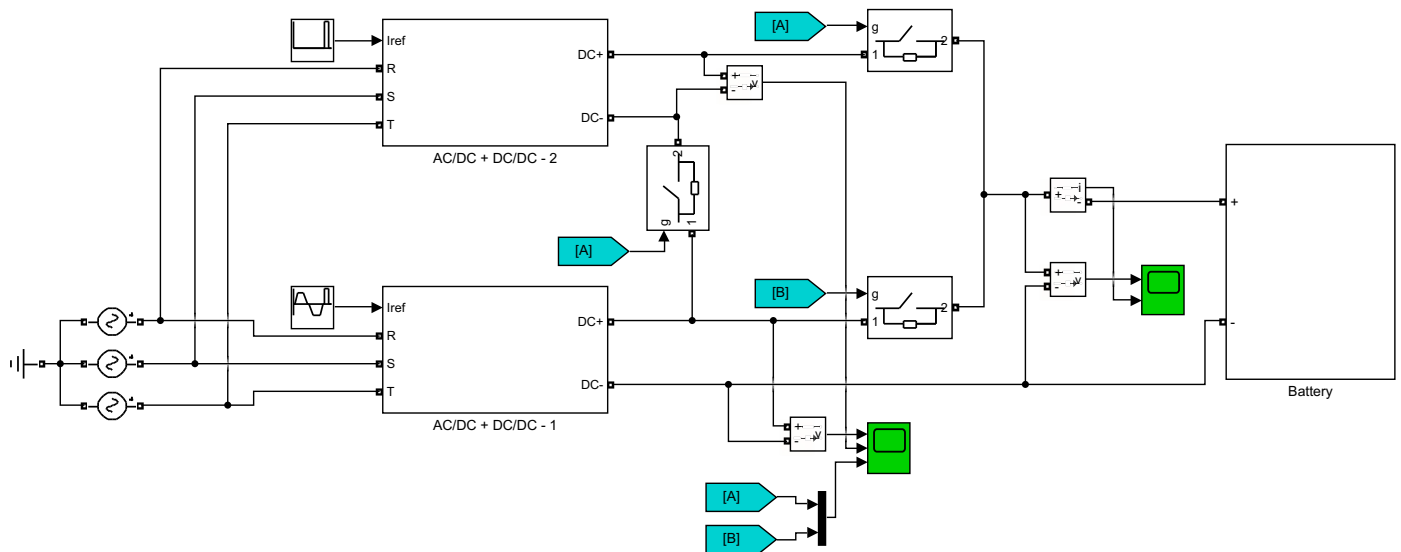 [A]
g
1
2
Iref
R
S
T
DC+
DC-
+
-
v
AC/DC + DC/DC - 2
2
g
1
[A]
+
i
-
+
-
Battery
+
-
v
[B]
g
1
2
Iref
R
S
T
DC+
DC-
AC/DC + DC/DC - 1
+
-
v
[A]
[B]